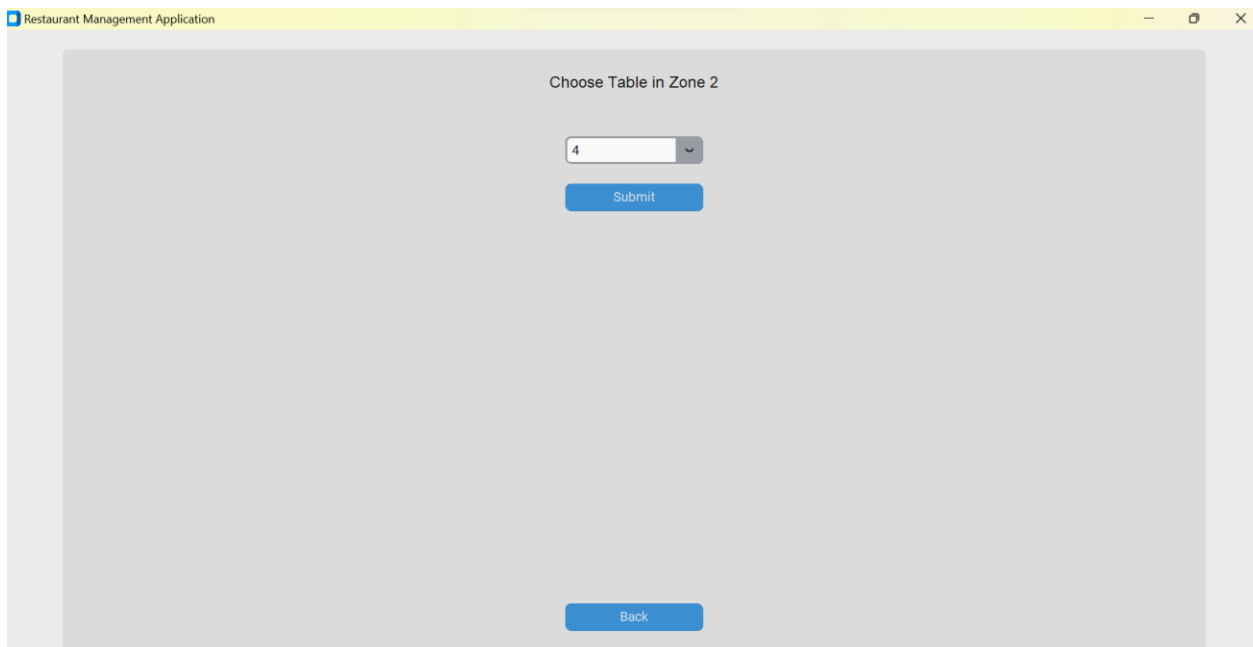 Restaurant Management Application
Choose Table in Zone 2
4
Submit
Back